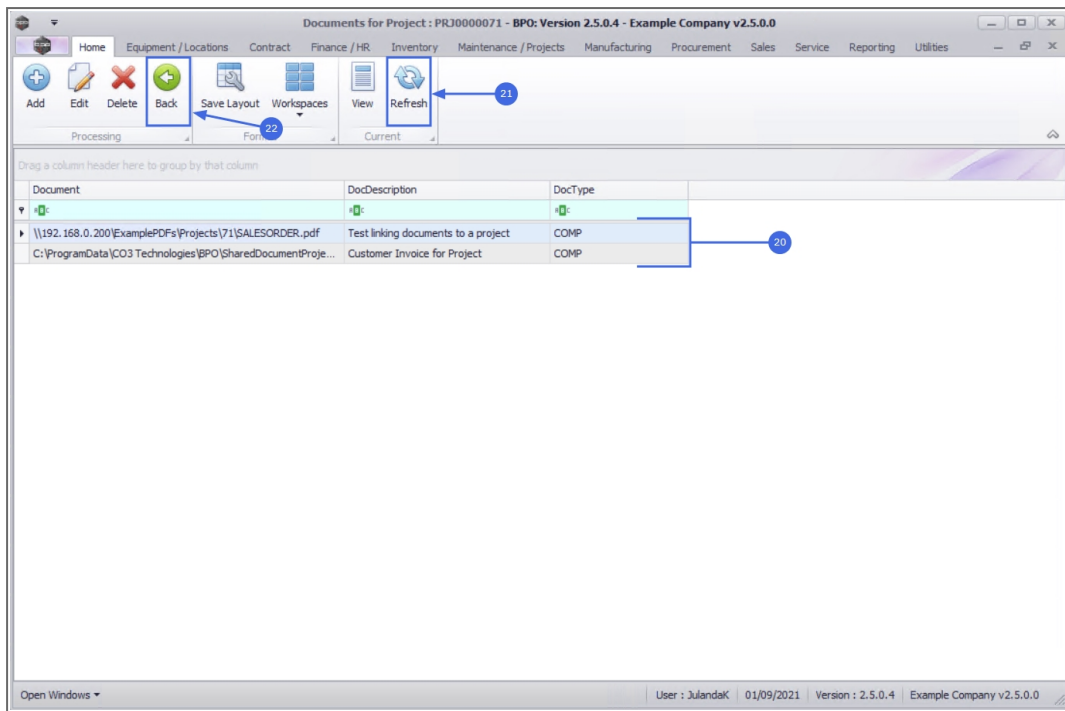 Documents for Project : PRJ0000071 - BPO: Version 2.5.0.4 - Example Company v2.5.0.0
Home Equipment / Locations Contract Finance / HR Inventory Maintenance / Projects Manufacturing Procurement Sales Service Reporting Utilities
Add Edit Delete Back Save Layout Workspaces View Refresh
21
22
Processing Form Current
Drag a column header here to group by that column
Document DocDescription DocType
\\192.168.0.200\ExamplePDFs\Projects\71\SALESORDER.pdf Test linking documents to a project COMP
20
C:\ProgramData\CO3 Technologies\BPO\SharedDocumentProje... Customer Invoice for Project COMP
Open Windows User : JulandaK 01/09/2021 Version : 2.5.0.4 Example Company v2.5.0.0